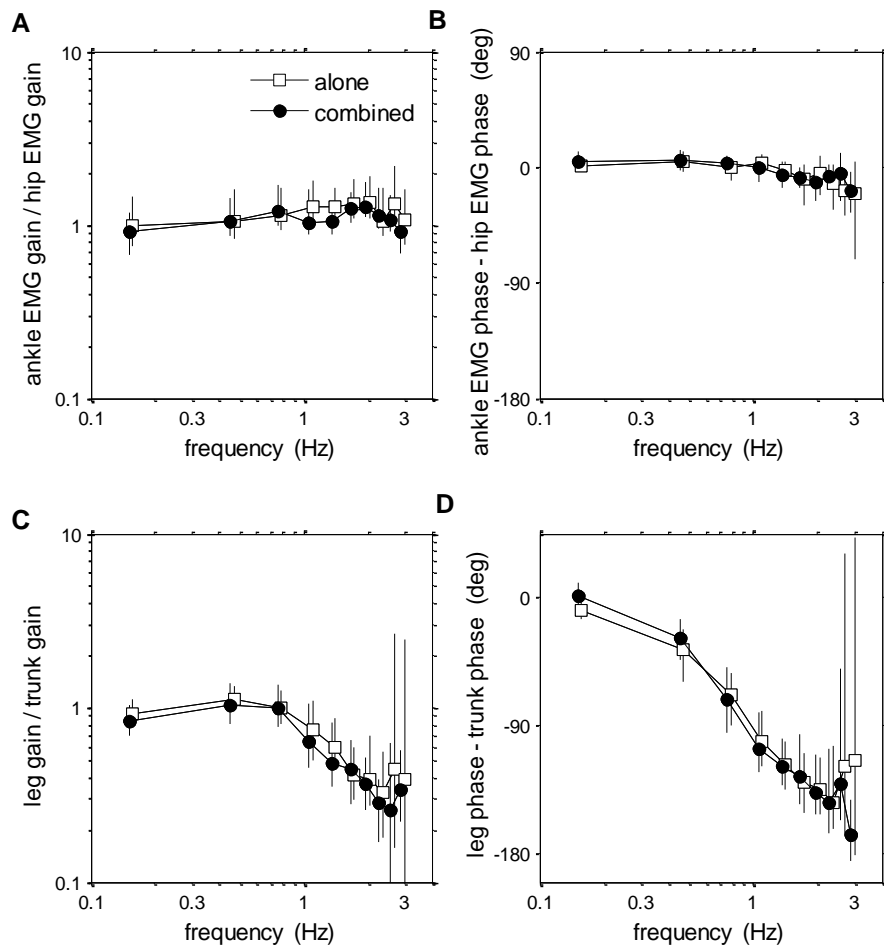 A
ankle EMG gain / hip EMG gain
10
1
0.1
alone
combined
0.1
0.3
1
3
frequency (Hz)
B
ankle EMG phase - hip EMG phase (deg)
90
0
-90
-180
0.1
0.3
1
3
frequency (Hz)
C
leg gain / trunk gain
10
1
0.1
0.1
0.3
1
3
frequency (Hz)
D
leg phase - trunk phase (deg)
0
-90
-180
0.1
0.3
1
3
frequency (Hz)